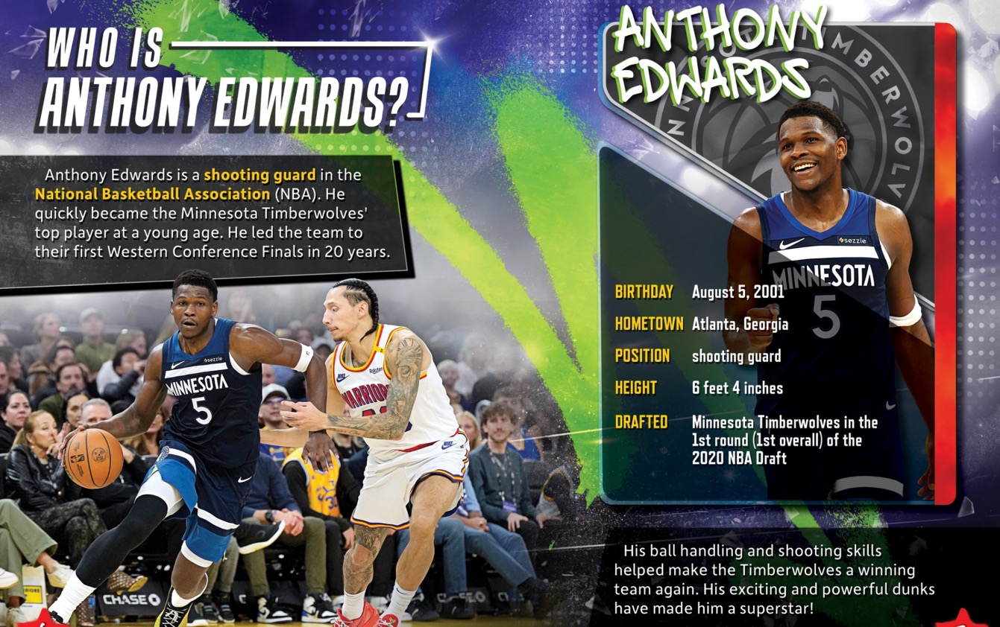 WHO IS
ANTHONY EDWARDS?
Anthony Edwards is a shooting guard in the
National Basketball Association (NBA). He
quickly became the Minnesota Timberwolves'
top player at a young age. He led the team to
their first Western Conference Finals in 20 years.
sezzle
MINNESOTA
5
Rakuten
WARRIORS
CHASE
ANTHONY
EDWARDS
sezzle
MINNESOTA
5
BIRTHDAY August 5, 2001
HOMETOWN Atlanta, Georgia
POSITION shooting guard
HEIGHT 6 feet 4 inches
DRAFTED Minnesota Timberwolves in the
1st round (1st overall) of the
2020 NBA Draft
His ball handling and shooting skills
helped make the Timberwolves a winning
team again. His exciting and powerful dunks
have made him a superstar!